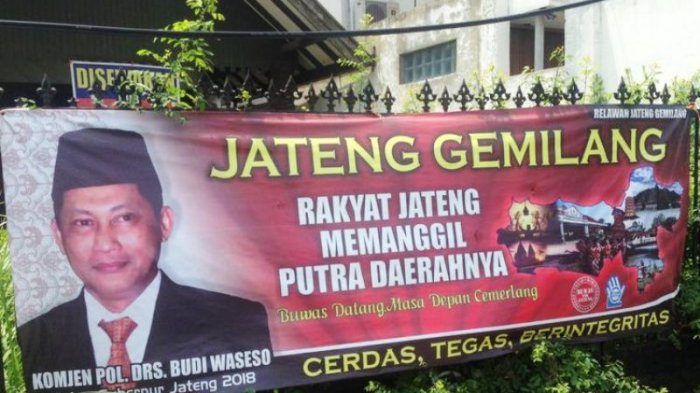 RELAWAN JATENG GEMILANG
JATENG GEMILANG
RAKYAT JATENG
MEMANGGIL
PUTRA DAERAHNYA
Buwas Datang Masa Depan Cemerlang
CERDAS, TEGAS, BERINTEGRITAS
KOMJEN POL. DRS. BUDI WASESO
Jateng 2018